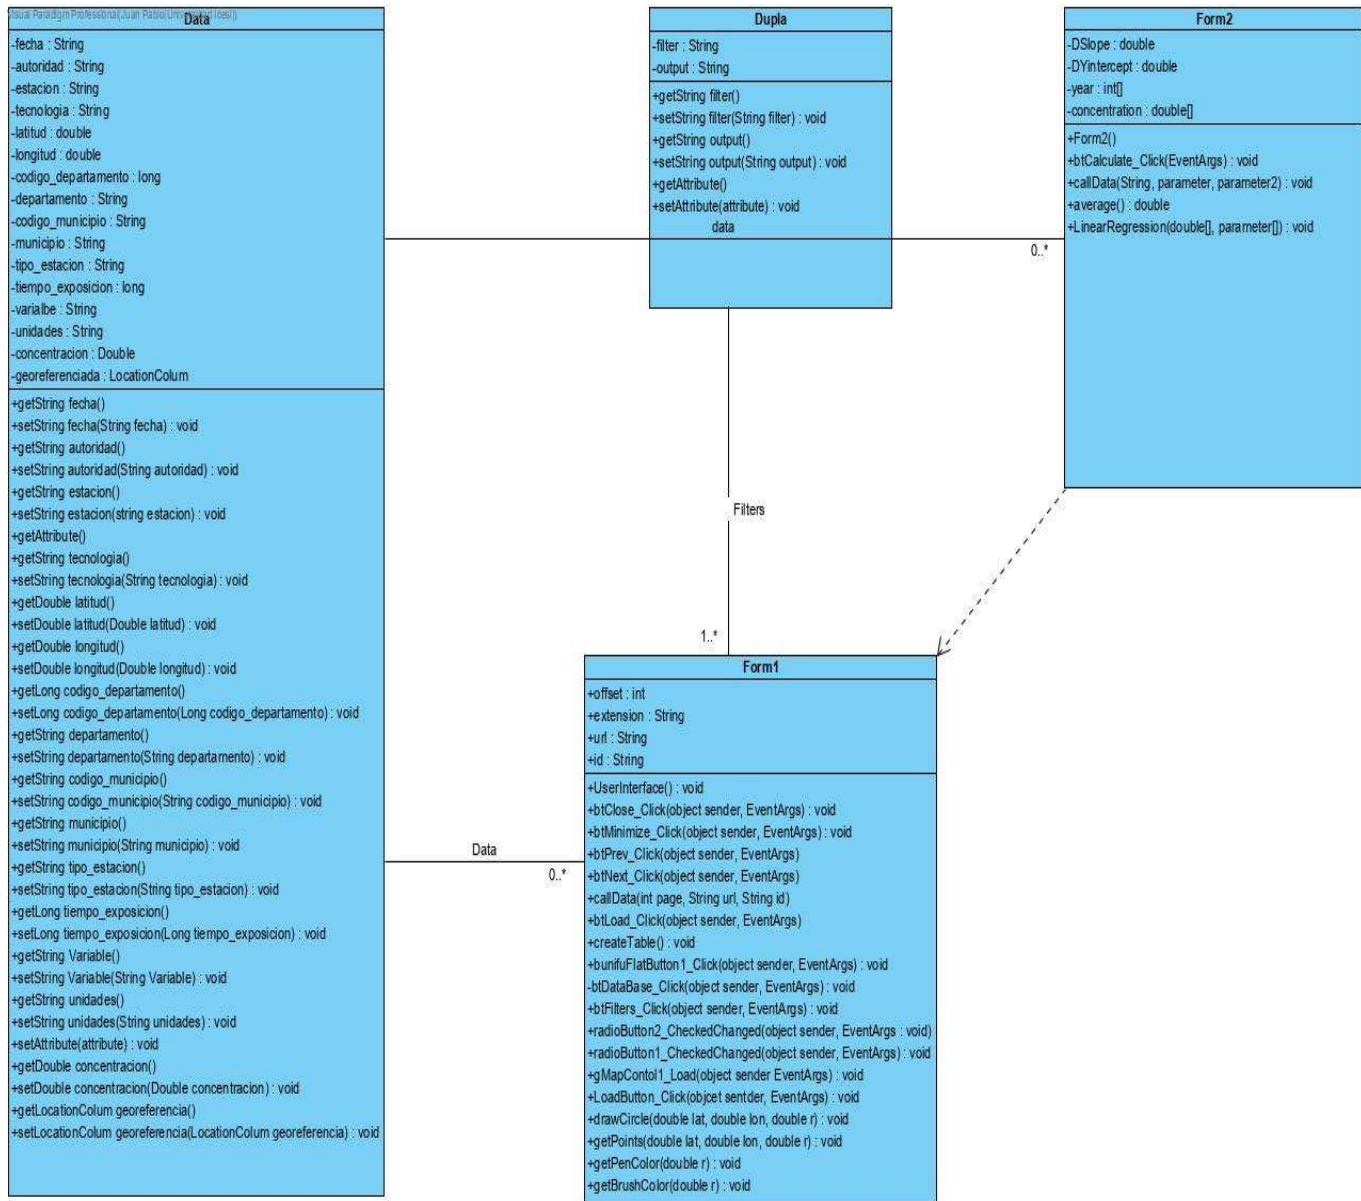 Visual Paradigm Professional(Juan Pablo(Universidad Icesi))
Data
-fecha : String
-autoridad : String
-estacion : String
-tecnologia : String
-latitud : double
-longitud : double
-codigo_departamento : long
-departamento : String
-codigo_municipio : String
-municipio : String
-tipo_estacion : String
-tiempo_exposicion : long
-varialbe : String
-unidades : String
-concentracion : Double
-georeferenciada : LocationColum
+getString fecha()
+setString fecha(String fecha) : void
+getString autoridad()
+setString autoridad(String autoridad) : void
+getString estacion()
+setString estacion(string estacion) : void
+getAttribute()
+getString tecnologia()
+setString tecnologia(String tecnologia) : void
+getDouble latitud()
+setDouble latitud(Double latitud) : void
+getDouble longitud()
+setDouble longitud(Double longitud) : void
+getLong codigo_departamento()
+setLong codigo_departamento(Long codigo_departamento) : void
+getString departamento()
+setString departamento(String departamento) : void
+getString codigo_municipio()
+setString codigo_municipio(String codigo_municipio) : void
+getString municipio()
+setString municipio(String municipio) : void
+getString tipo_estacion()
+setString tipo_estacion(String tipo_estacion) : void
+getLong tiempo_exposicion()
+setLong tiempo_exposicion(Long tiempo_exposicion) : void
+getString Variable()
+setString Variable(String Variable) : void
+getString unidades()
+setString unidades(String unidades) : void
+setAttribute(attribute) : void
+getDouble concentracion()
+setDouble concentracion(Double concentracion) : void
+getLocationColum georeferencia()
+setLocationColum georeferencia(LocationColum georeferencia) : void
Dupla
-filter : String
-output : String
+getString filter()
+setString filter(String filter) : void
+getString output()
+setString output(String output) : void
+getAttribute()
+setAttribute(attribute) : void
data
0..*
Form2
-DSlope : double
-DYintercept : double
-year : int[]
-concentration : double[]
+Form2()
+btCalculate_Click(EventArgs) : void
+callData(String, parameter, parameter2) : void
+average() : double
+LinearRegression(double[], parameter[]) : void
Filters
1..*
Data
0..*
Form1
+offset : int
+extension : String
+url : String
+id : String
+UserInterface() : void
+btClose_Click(object sender, EventArgs) : void
+btMinimize_Click(object sender, EventArgs) : void
+btPrev_Click(object sender, EventArgs)
+btNext_Click(object sender, EventArgs)
+callData(int page, String url, String id)
+btLoad_Click(object sender, EventArgs)
+createTable() : void
+bunifuFlatButton1_Click(object sender, EventArgs) : void
-btDataBase_Click(object sender, EventArgs) : void
+btFilters_Click(object sender, EventArgs) : void
+radioButton2_CheckedChanged(object sender, EventArgs : void)
+radioButton1_CheckedChanged(object sender, EventArgs) : void
+gMapContol1_Load(object sender EventArgs) : void
+LoadButton_Click(objcet sentder, EventArgs) : void
+drawCircle(double lat, double lon, double r) : void
+getPoints(double lat, double lon, double r) : void
+getPenColor(double r) : void
+getBrushColor(double r) : void